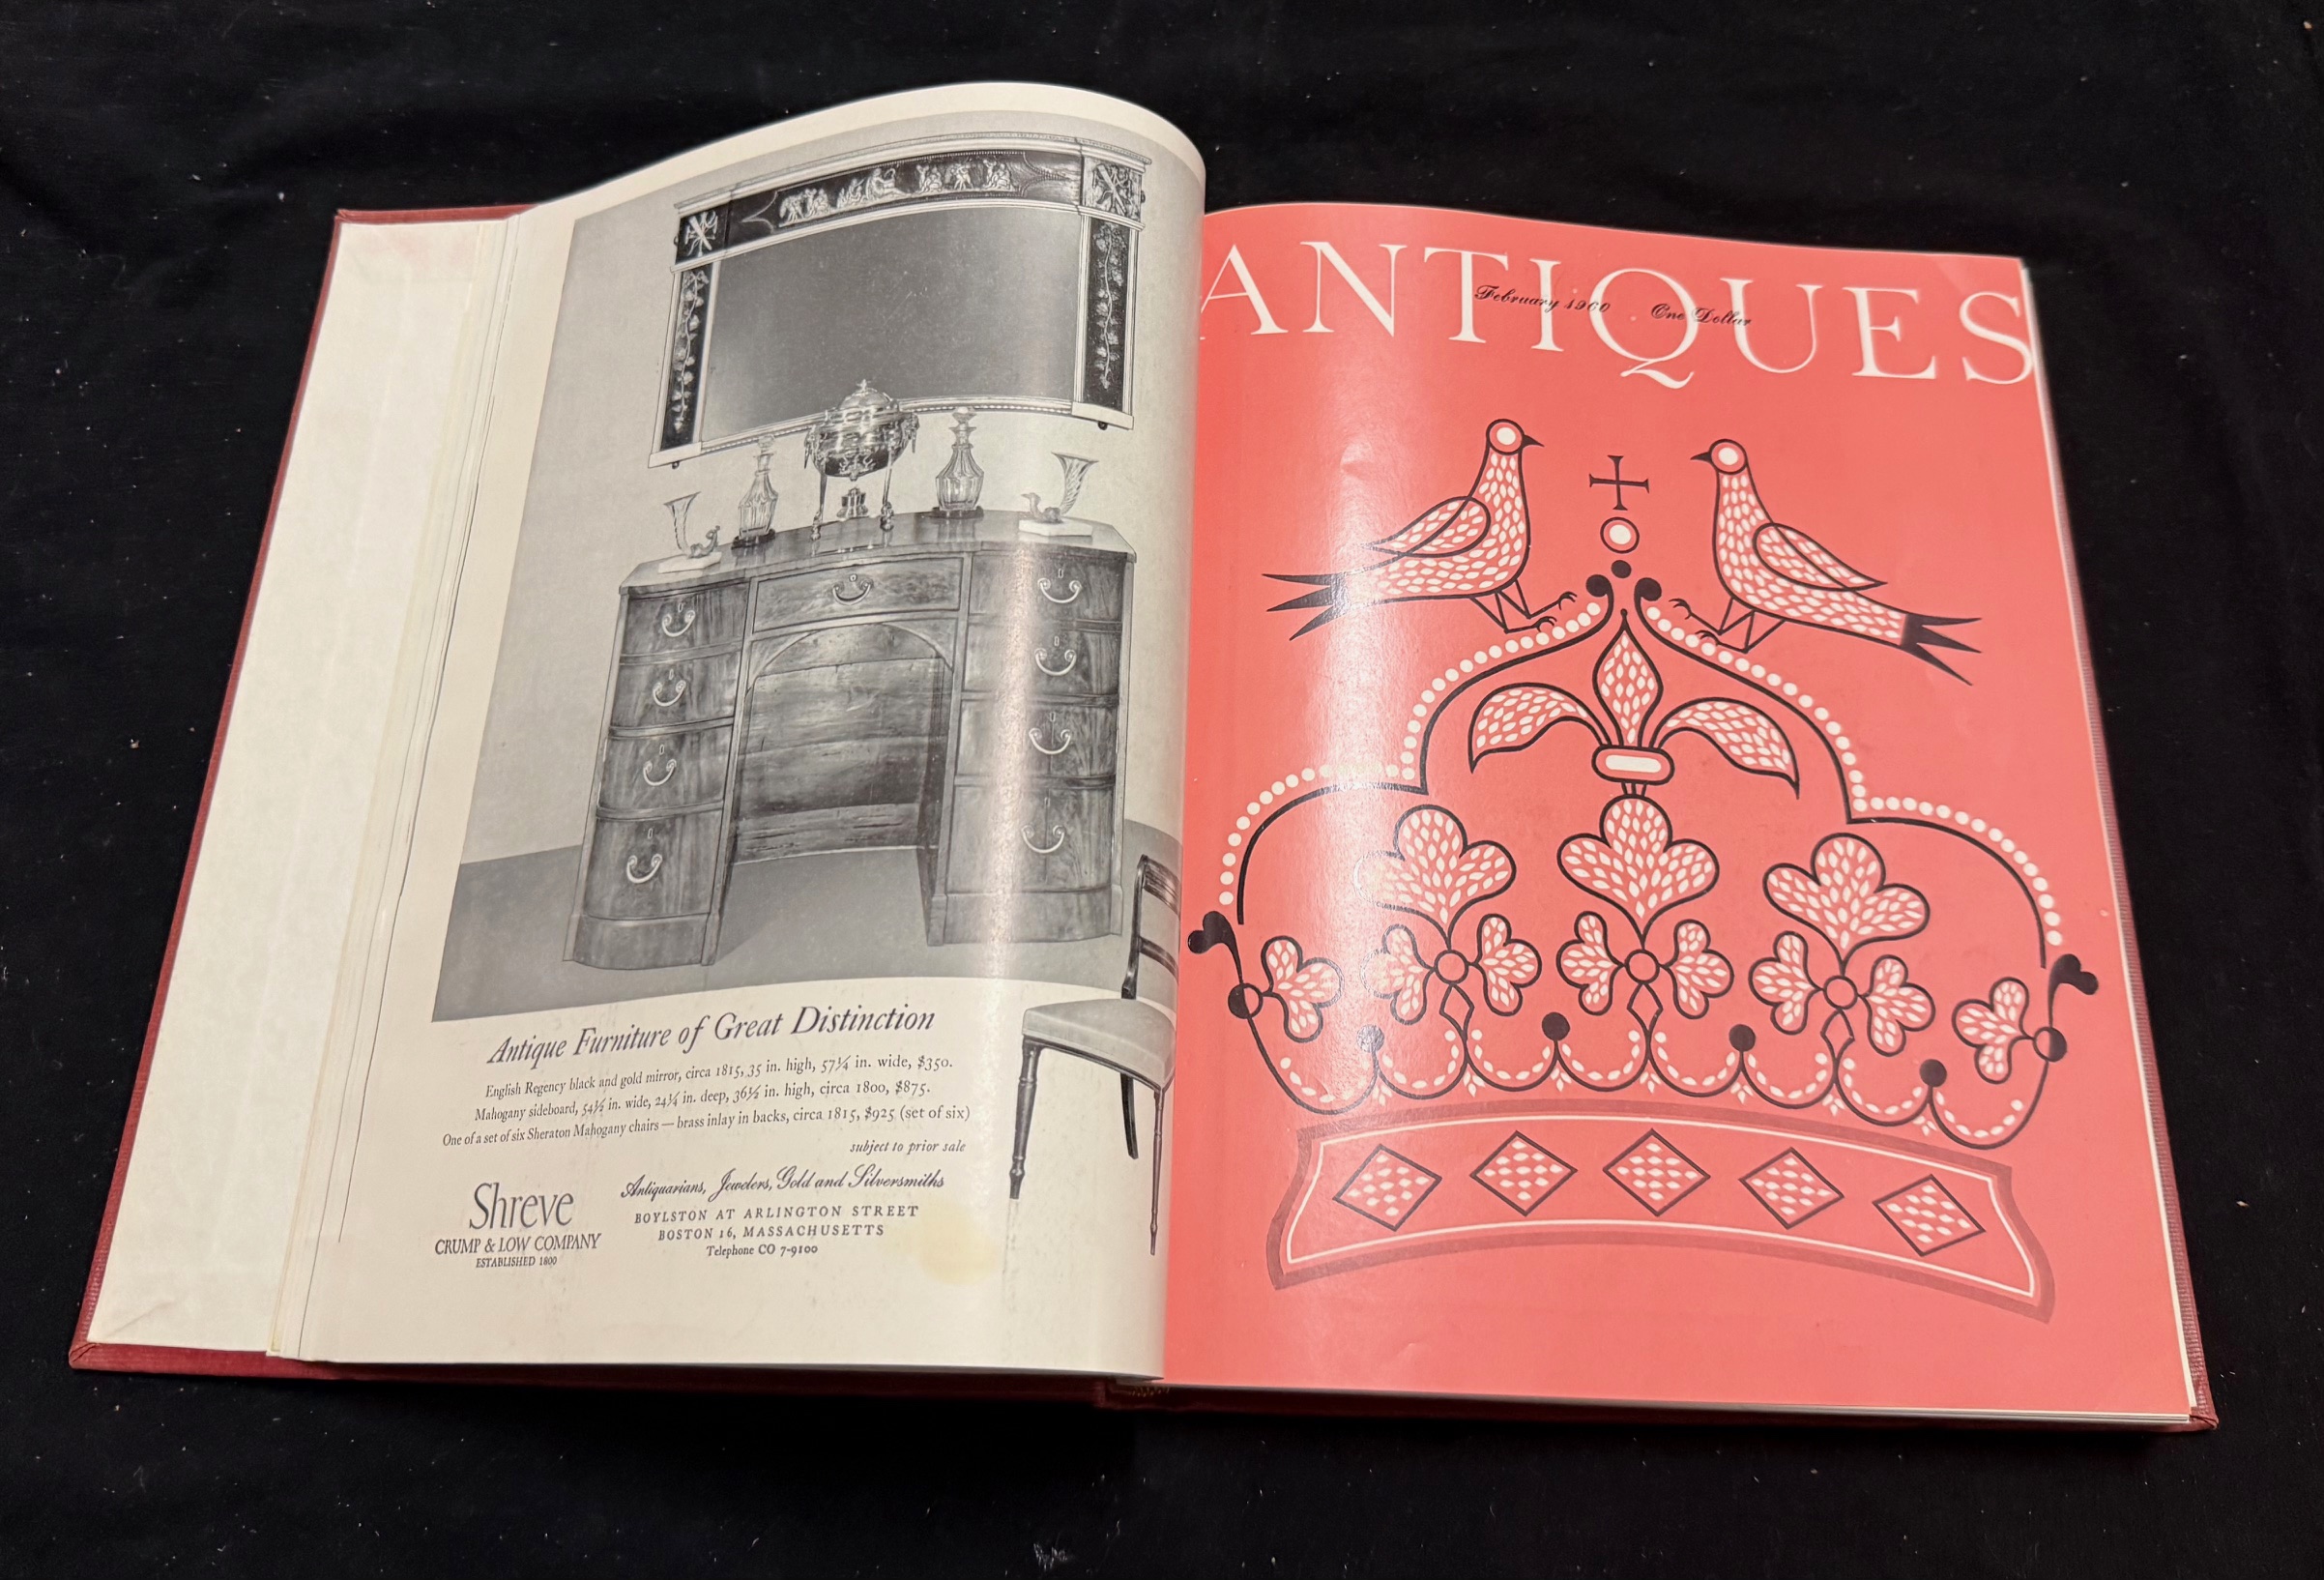 Antique Furniture of Great Distinction
English Regency black and gold mirror, circa 1815, 35 in. high, 57¼ in. wide, $350.
Mahogany sideboard, 54½ in. wide, 24¼ in. deep, 36½ in. high, circa 1800, $875.
One of a set of six Sheraton Mahogany chairs — brass inlay in backs, circa 1815, $925 (set of six)
subject to prior sale
Shreve
CRUMP & LOW COMPANY
ESTABLISHED 1800
Antiquarians, Jewelers, Gold and Silversmiths
BOYLSTON AT ARLINGTON STREET
BOSTON 16, MASSACHUSETTS
Telephone CO 7-9100
ANTIQUES
February 1960 One Dollar